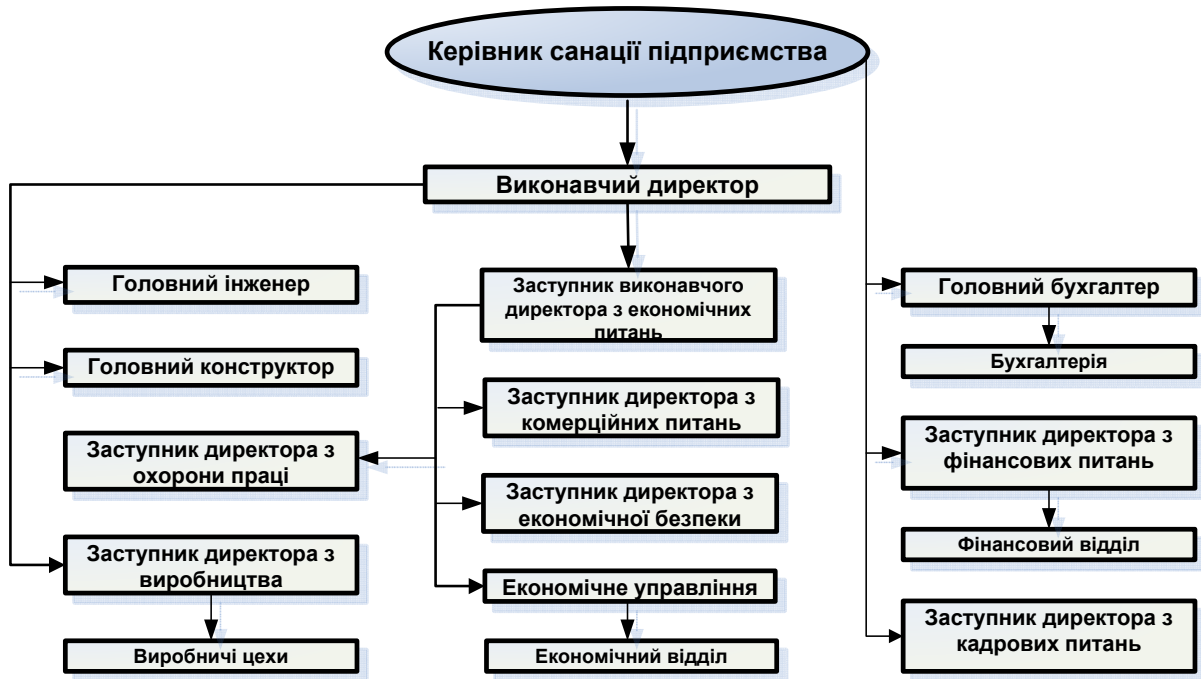 Керівник санації підприємства
Виконавчий директор
Головний інженер
Головний конструктор
Заступник директора з
охорони праці
Заступник директора з
виробництва
Виробничі цехи
Заступник виконавчого
директора з економічних
питань
Заступник директора з
комерційних питань
Заступник директора з
економічної безпеки
Економічне управління
Економічний відділ
Головний бухгалтер
Бухгалтерія
Заступник директора з
фінансових питань
Фінансовий відділ
Заступник директора з
кадрових питань